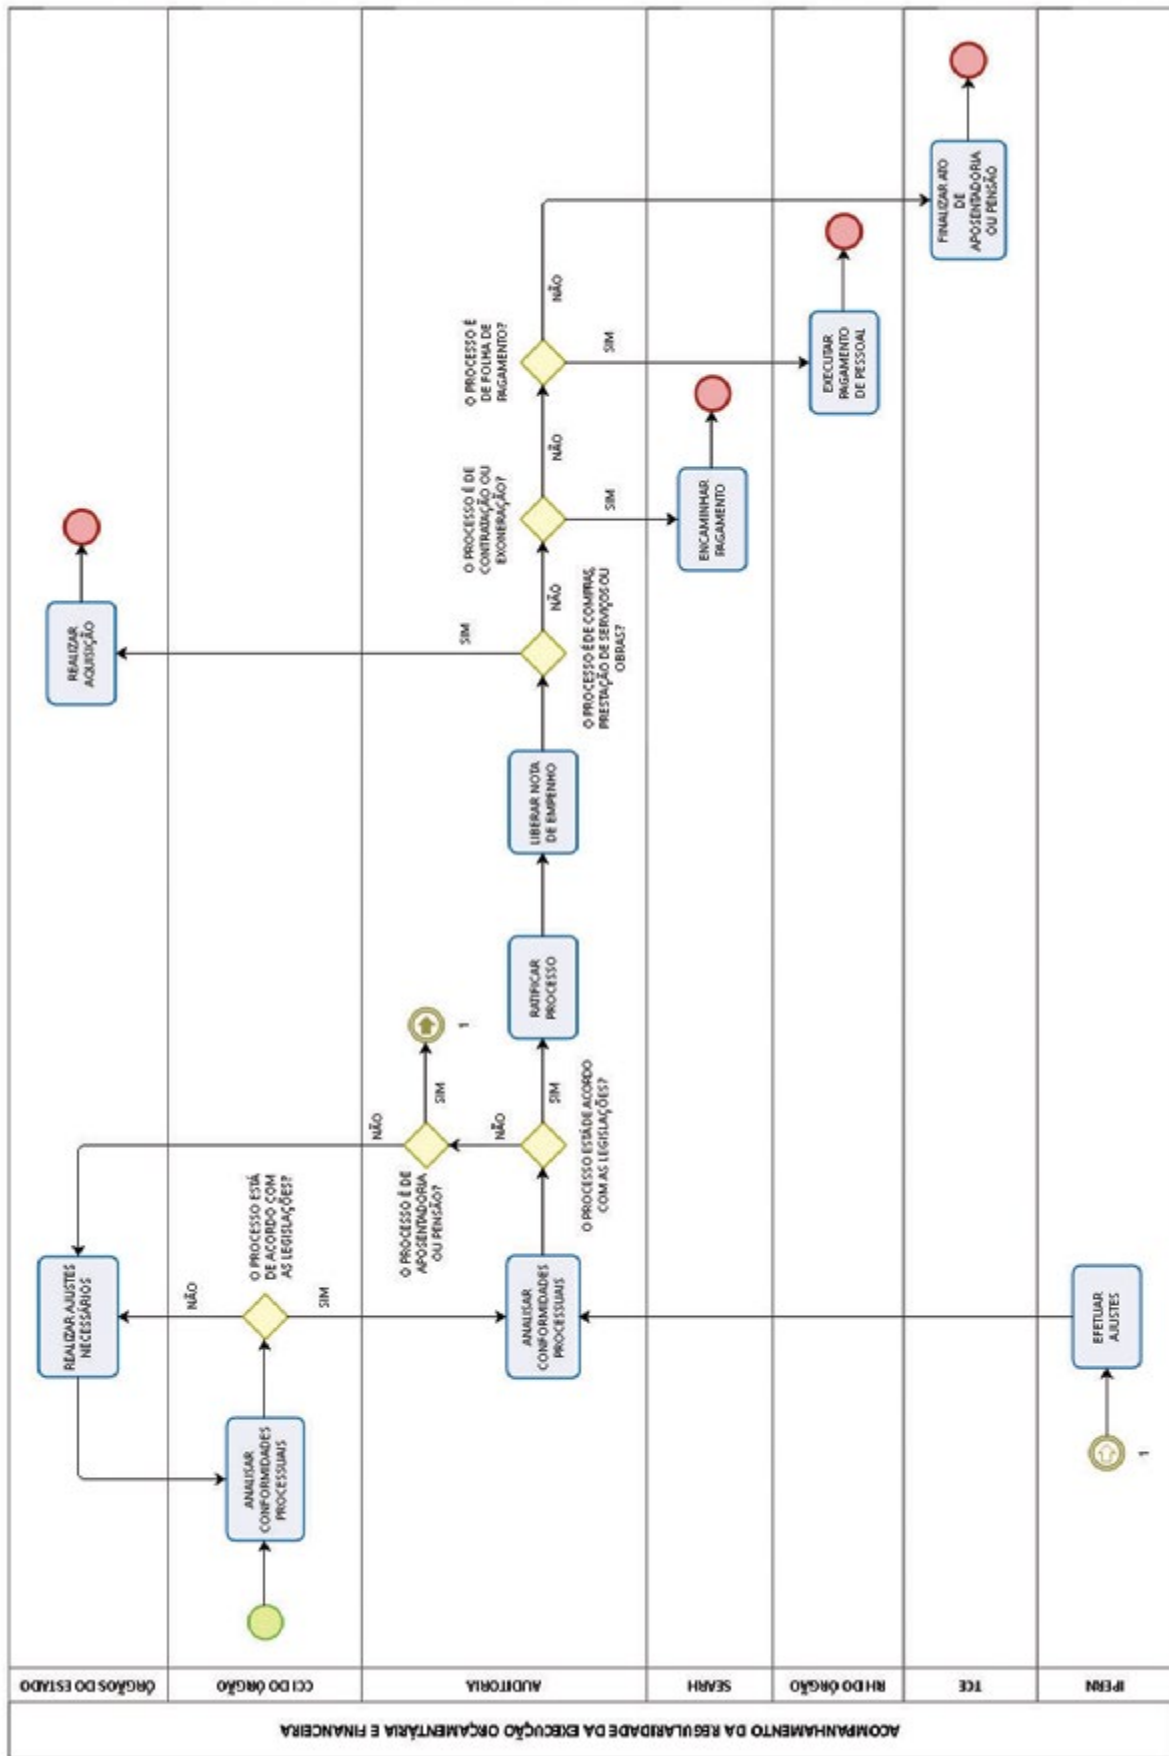 ACOMPANHAMENTO DA REGULARIDADE DA EXECUÇÃO ORÇAMENTÁRIA E FINANCEIRA
ÓRGÃOS DO ESTADO
REALIZAR AJUSTES
NECESSÁRIOS
REALIZAR
AQUISIÇÃO
CCI DO ÓRGÃO
ANALISAR
CONFORMIDADES
PROCESSUAIS
O PROCESSO ESTÁ
DE ACORDO COM
AS LEGISLAÇÕES?
NÃO
SIM
AUDITORIA
O PROCESSO É DE
APOSENTADORIA
OU PENSÃO?
NÃO
SIM
1
ANALISAR
CONFORMIDADES
PROCESSUAIS
NÃO
SIM
O PROCESSO ESTÁ DE ACORDO
COM AS LEGISLAÇÕES?
RATIFICAR
PROCESSO
LIBERAR NOTA
DE EMPENHO
SIM
NÃO
O PROCESSO É DE COMPRAS,
PRESTAÇÃO DE SERVIÇOS OU
OBRAS?
O PROCESSO É DE
CONTRATAÇÃO OU
EXONERAÇÃO?
NÃO
SIM
O PROCESSO É
DE FOLHA DE
PAGAMENTO?
NÃO
SIM
SEARH
ENCAMINHAR
PAGAMENTO
RH DO ÓRGÃO
EXECUTAR
PAGAMENTO
DE PESSOAL
TCE
FINALIZAR ATO
DE
APOSENTADORIA
OU PENSÃO
IPERN
1
EFETUAR
AJUSTES